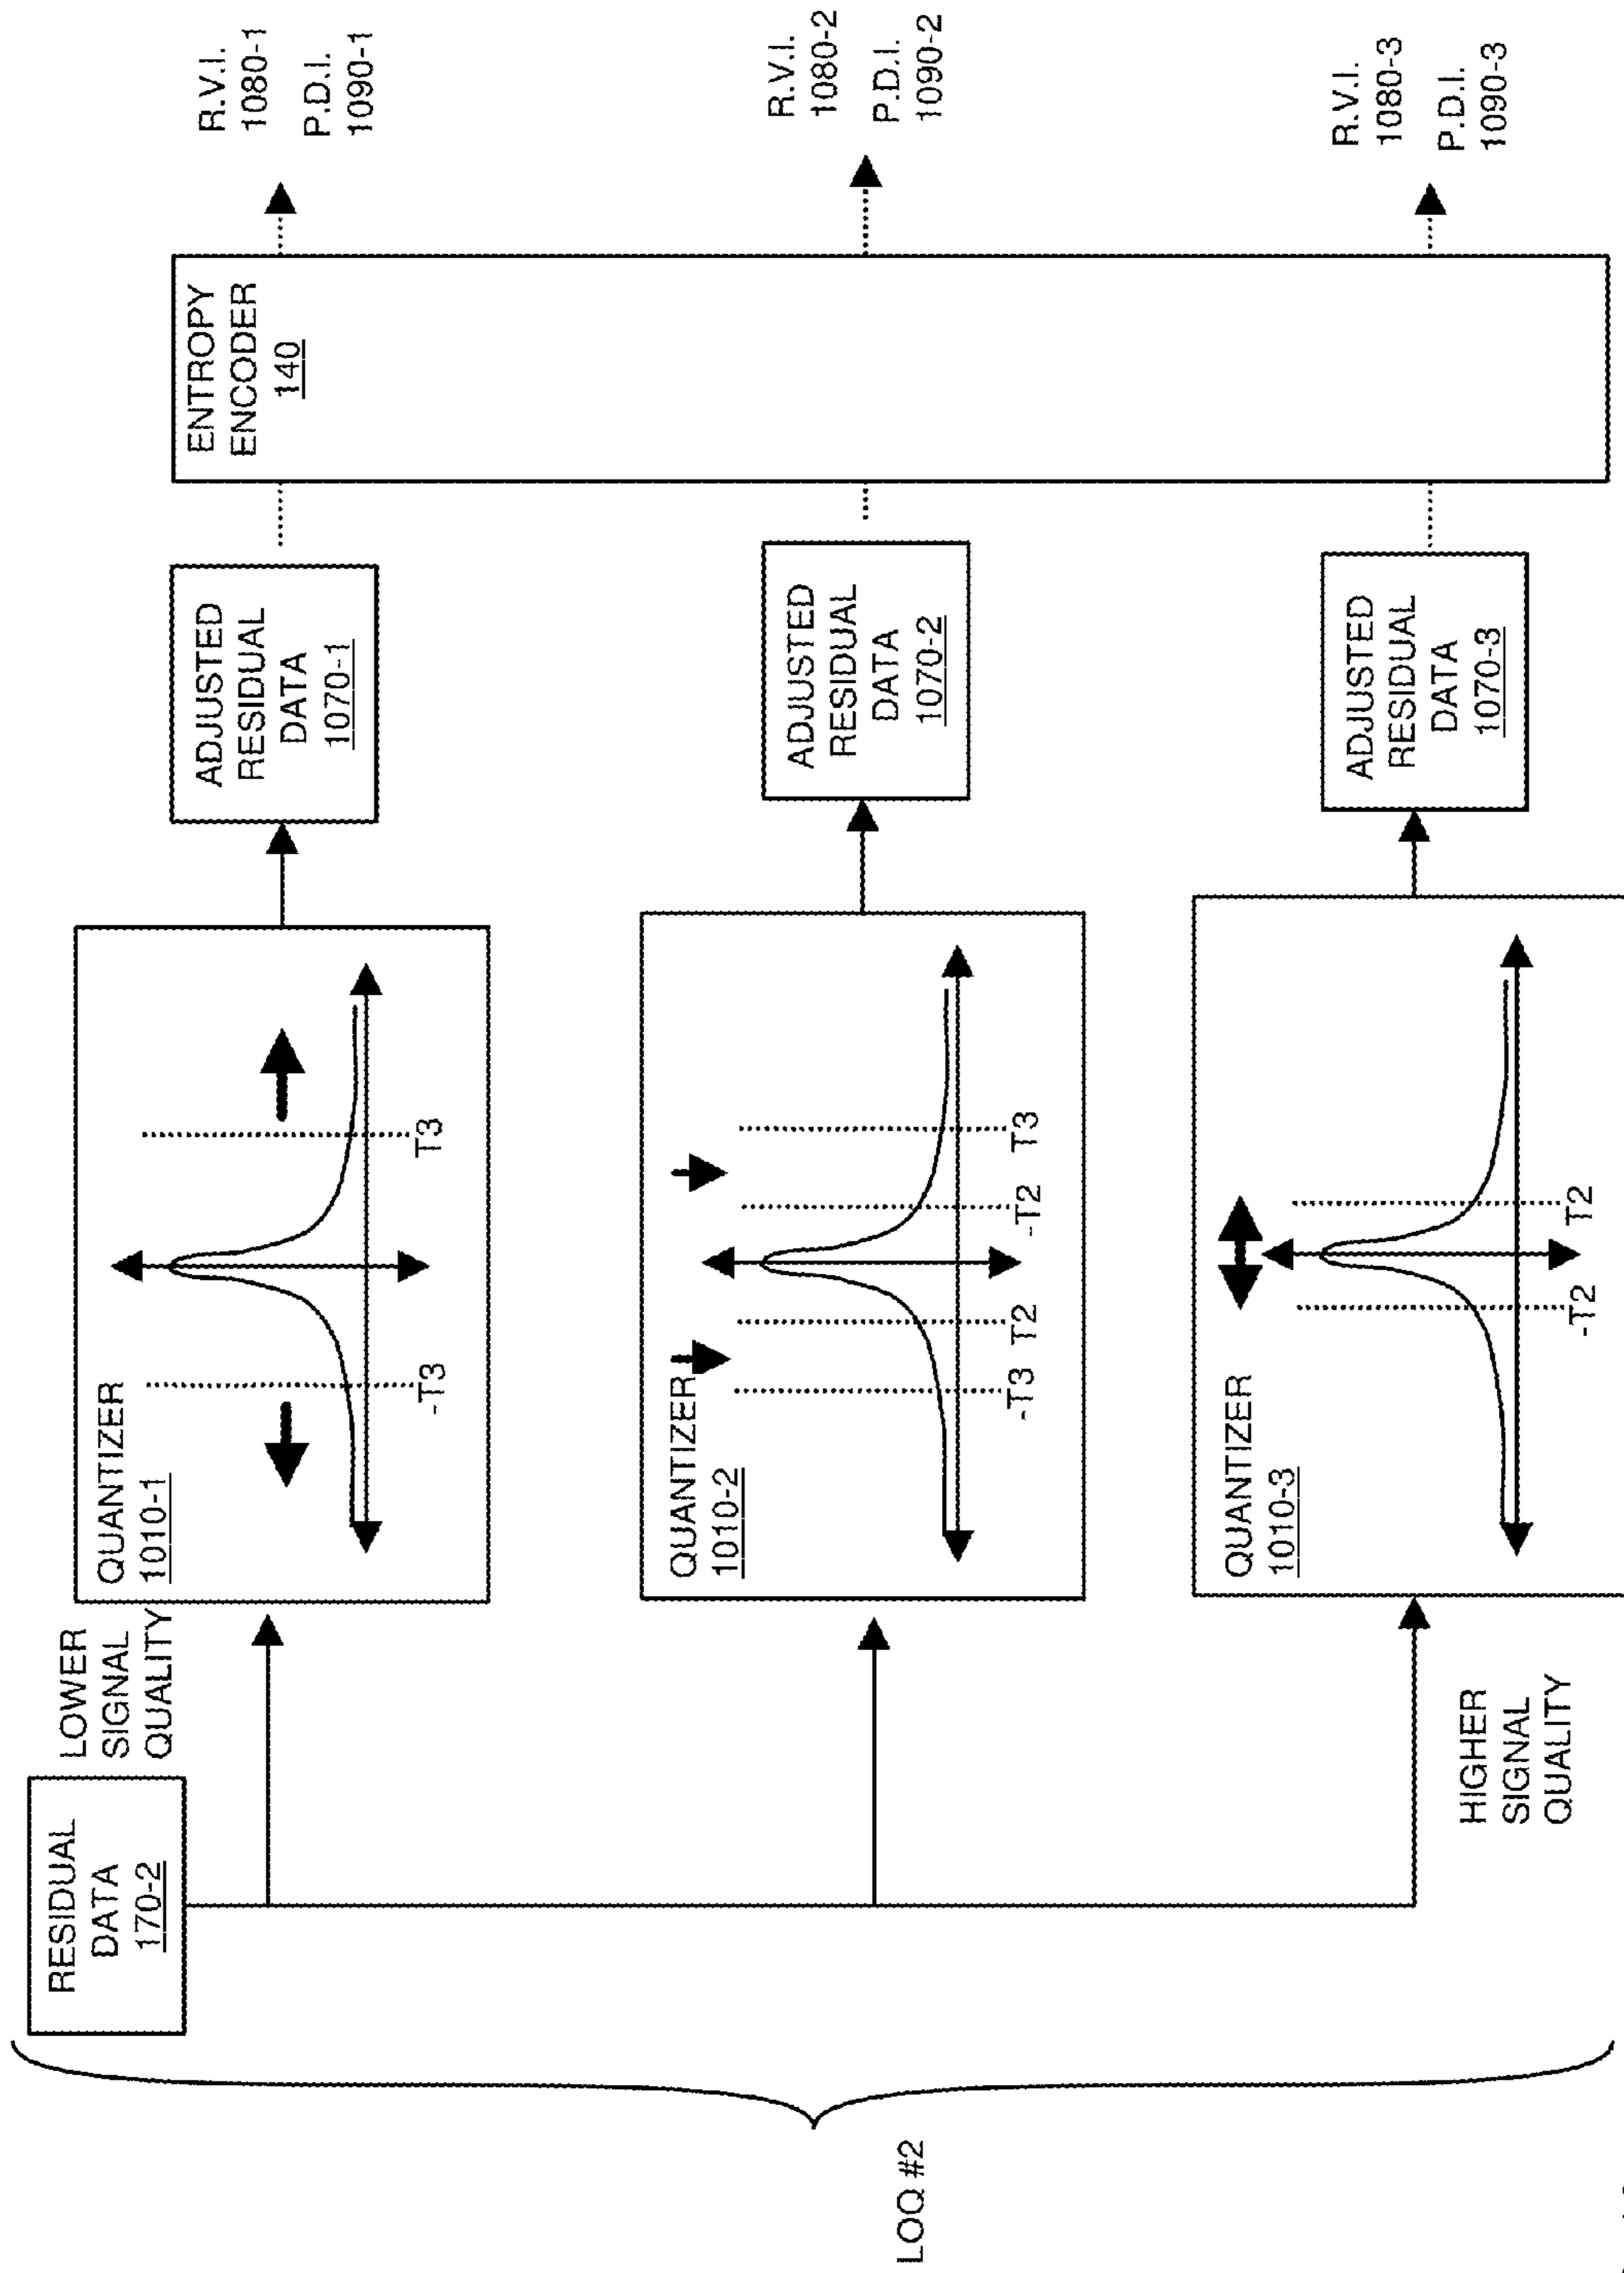 LOQ #2
RESIDUAL
DATA
170-2
LOWER
SIGNAL
QUALITY
HIGHER
SIGNAL
QUALITY
QUANTIZER
1010-1
-T3
T3
QUANTIZER
1010-2
-T3
T2
-T2
T3
QUANTIZER
1010-3
-T2
T2
ADJUSTED
RESIDUAL
DATA
1070-1
ADJUSTED
RESIDUAL
DATA
1070-2
ADJUSTED
RESIDUAL
DATA
1070-3
ENTROPY
ENCODER
140
R.V.I.
1080-1
P.D.I.
1090-1
R.V.I.
1080-2
P.D.I.
1090-2
R.V.I.
1080-3
P.D.I.
1090-3